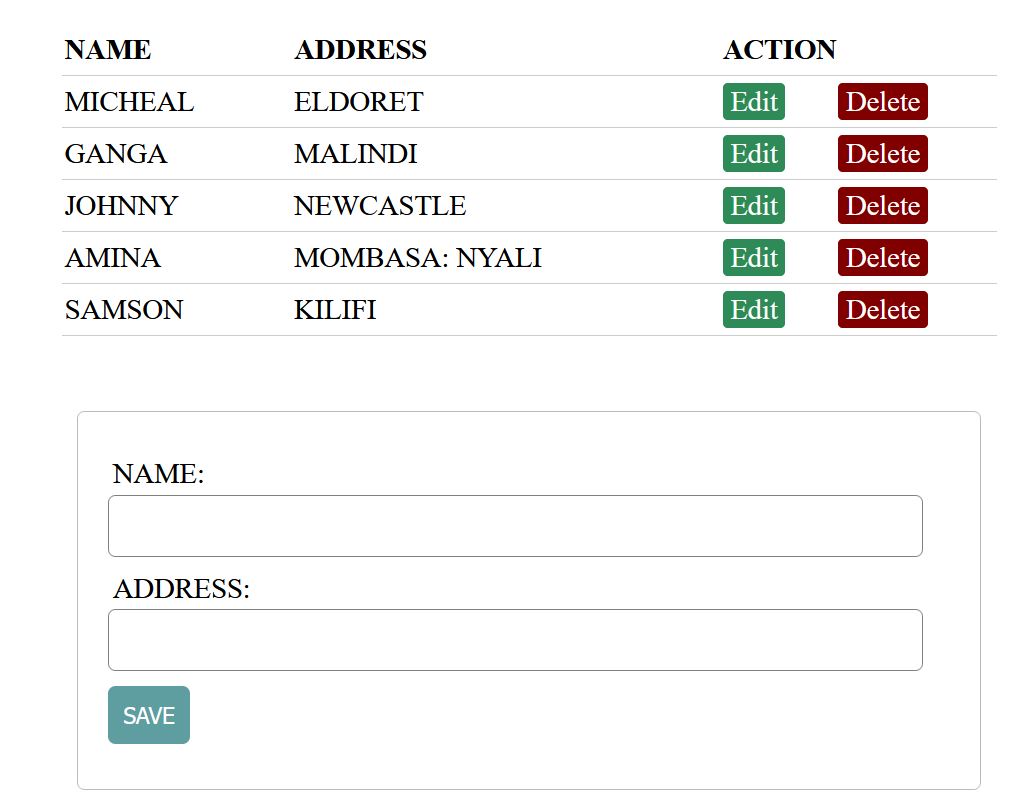 NAME ADDRESS ACTION
MICHEAL ELDORET Edit Delete
GANGA MALINDI Edit Delete
JOHNNY NEWCASTLE Edit Delete
AMINA MOMBASA: NYALI Edit Delete
SAMSON KILIFI Edit Delete
NAME:
ADDRESS:
SAVE